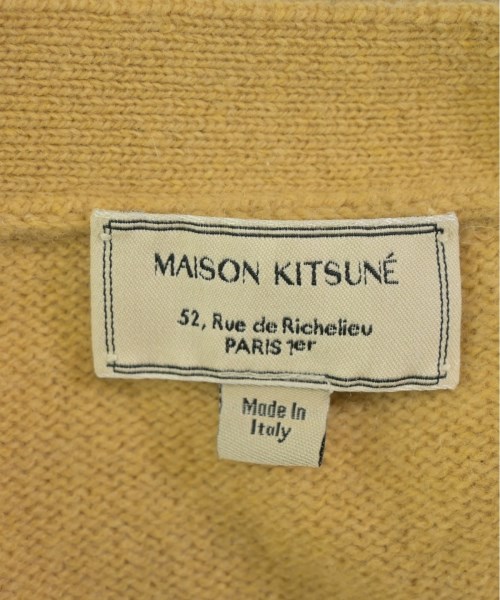 MAISON KITSUNÉ
52, Rue de Richelieu
PARIS 1er
Made In
Italy